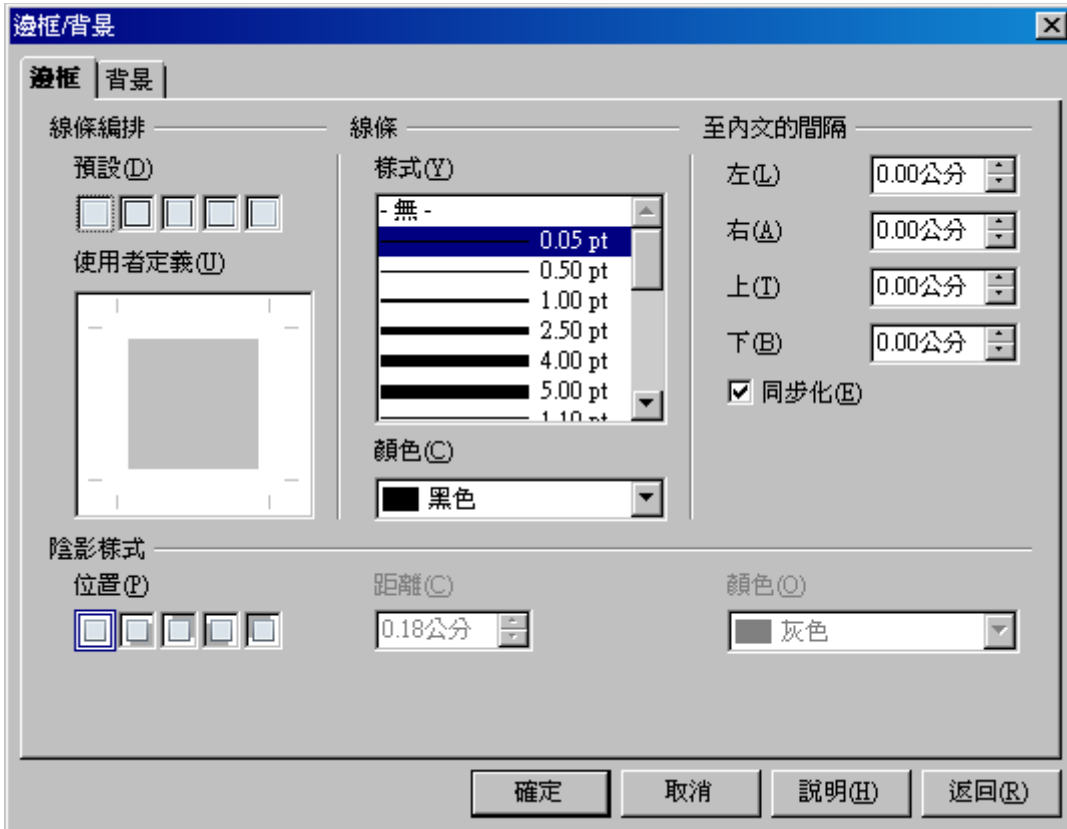 邊框/背景
邊框
背景
線條編排
預設(D)
使用者定義(U)
線條
樣式(Y)
- 無 -
0.05 pt
0.50 pt
1.00 pt
2.50 pt
4.00 pt
5.00 pt
1.10 pt
顏色(C)
黑色
至內文的間隔
左(L) 0.00公分
右(A) 0.00公分
上(T) 0.00公分
下(B) 0.00公分
同步化(E)
陰影樣式
位置(P)
距離(C)
0.18公分
顏色(O)
灰色
確定
取消
說明(H)
返回(R)